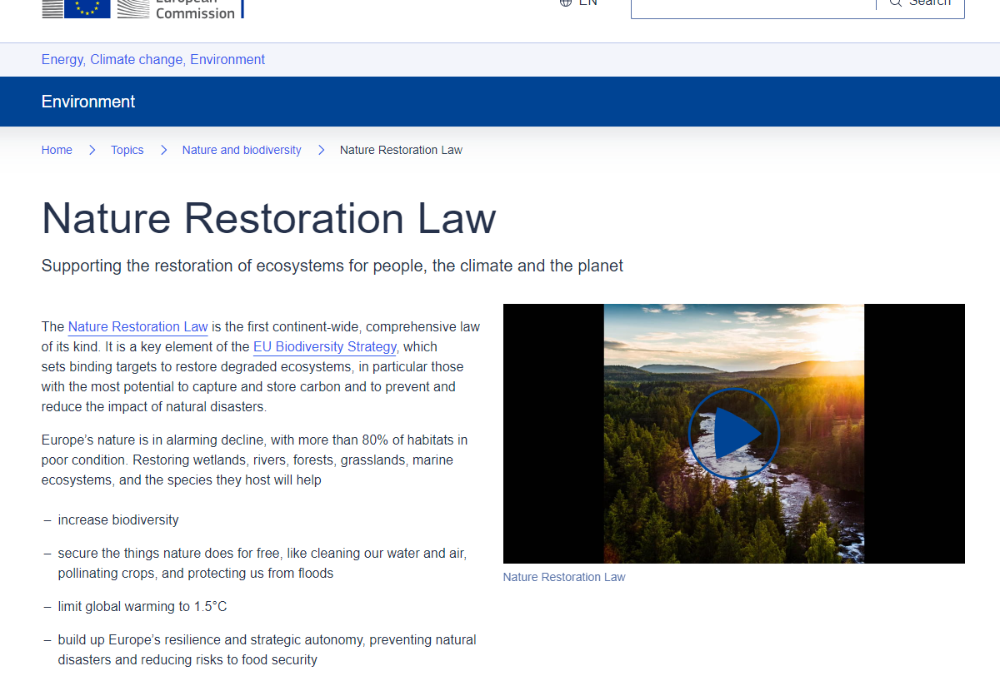 European
Commission
EN
Search
Energy, Climate change, Environment
Environment
Home
Topics
Nature and biodiversity
Nature Restoration Law
Nature Restoration Law
Supporting the restoration of ecosystems for people, the climate and the planet
The Nature Restoration Law is the first continent-wide, comprehensive law
of its kind. It is a key element of the EU Biodiversity Strategy, which
sets binding targets to restore degraded ecosystems, in particular those
with the most potential to capture and store carbon and to prevent and
reduce the impact of natural disasters.
Europe’s nature is in alarming decline, with more than 80% of habitats in
poor condition. Restoring wetlands, rivers, forests, grasslands, marine
ecosystems, and the species they host will help
– increase biodiversity
– secure the things nature does for free, like cleaning our water and air,
pollinating crops, and protecting us from floods
– limit global warming to 1.5°C
– build up Europe’s resilience and strategic autonomy, preventing natural
disasters and reducing risks to food security
Nature Restoration Law